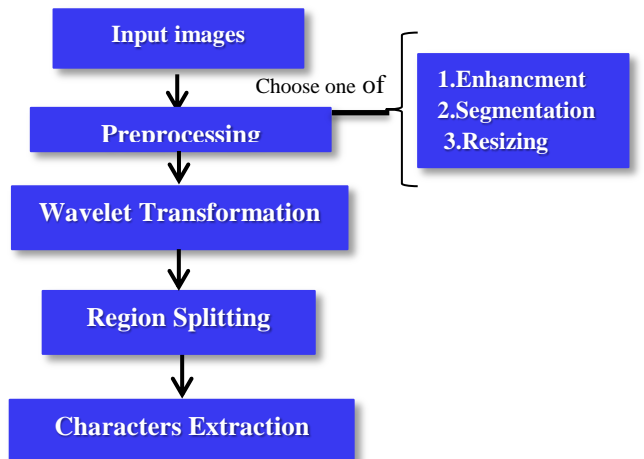 Input images
Choose one of
1.Enhancment
2.Segmentation
3.Resizing
Preprocessing
Wavelet Transformation
Region Splitting
Characters Extraction